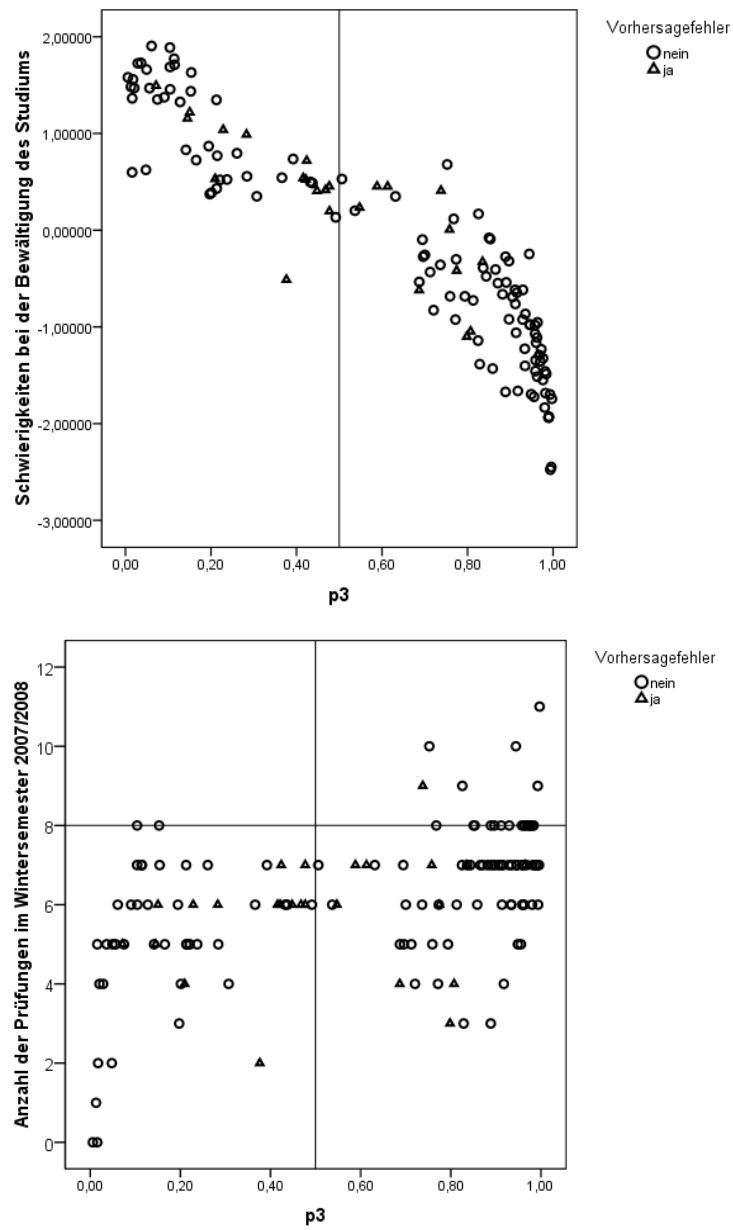 Vorhersagefehler
nein
ja
Schwierigkeiten bei der Bewältigung des Studiums
2,00000
1,00000
0,00000
-1,00000
-2,00000
-3,00000
0,00 0,20 0,40 0,60 0,80 1,00
p3
Vorhersagefehler
nein
ja
Anzahl der Prüfungen im Wintersemester 2007/2008
12
10
8
6
4
2
0
0,00 0,20 0,40 0,60 0,80 1,00
p3